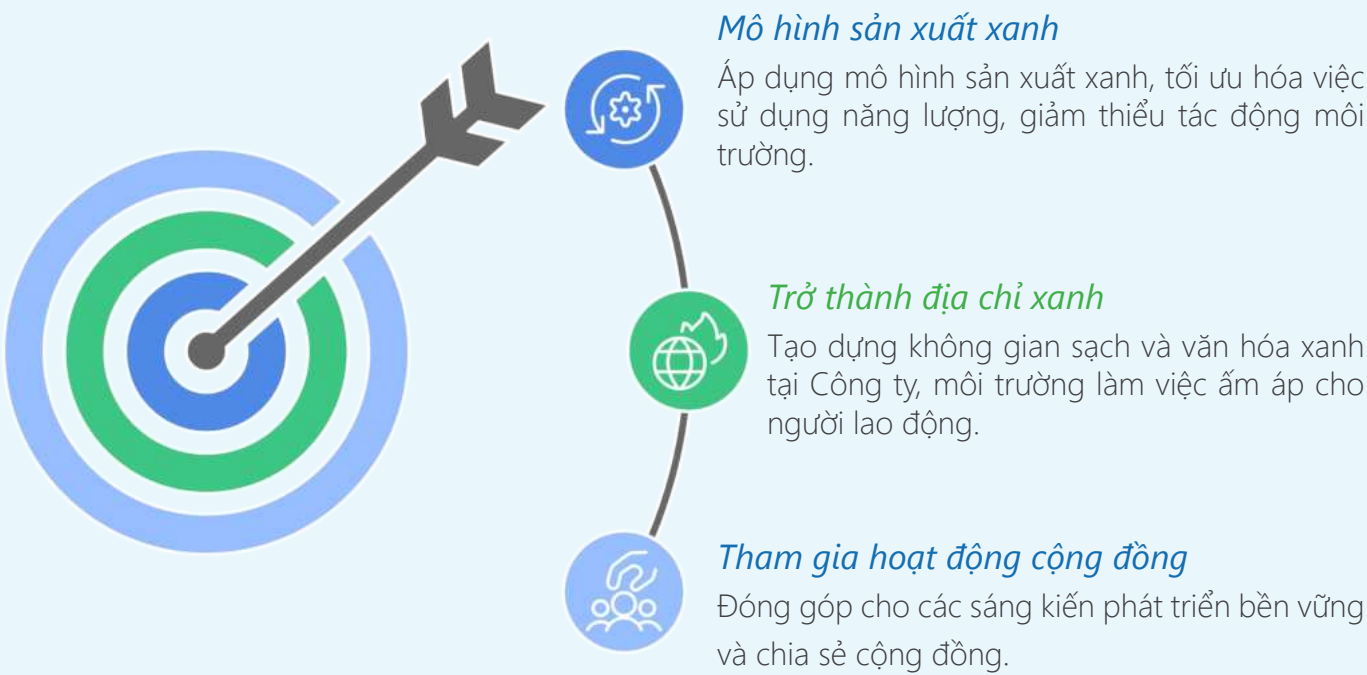 Mô hình sản xuất xanh
Áp dụng mô hình sản xuất xanh, tối ưu hóa việc
sử dụng năng lượng, giảm thiểu tác động môi
trường.
Trở thành địa chỉ xanh
Tạo dựng không gian sạch và văn hóa xanh
tại Công ty, môi trường làm việc ấm áp cho
người lao động.
Tham gia hoạt động cộng đồng
Đóng góp cho các sáng kiến phát triển bền vững
và chia sẻ cộng đồng.